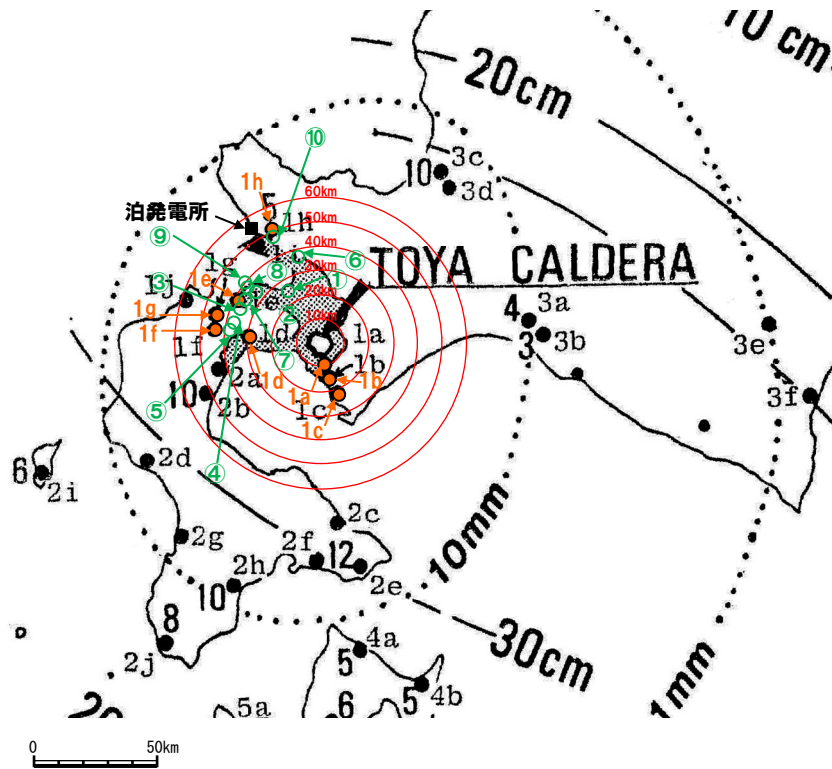 10 cm
20cm
⑩
3c
10
3d
1h
60km
5
泊発電所
1h
50km
⑨
1g
40km
⑥
1i
⑧
30km
①
TOYA CALDERA
③
1j
1e
20km
1e
1g
10km
②
4
3a
1f
1a
3
3b
1f
1d
3e
⑦
1b
2a
1d
1b
1a
10
2b
1c
3f
⑤
1c
2d
④
6
2i
10mm
2c
2g
2f
12
2h
2e
10
30cm
8
4a
2j
5
1mm
5a
6
5
4b
20
0
50km